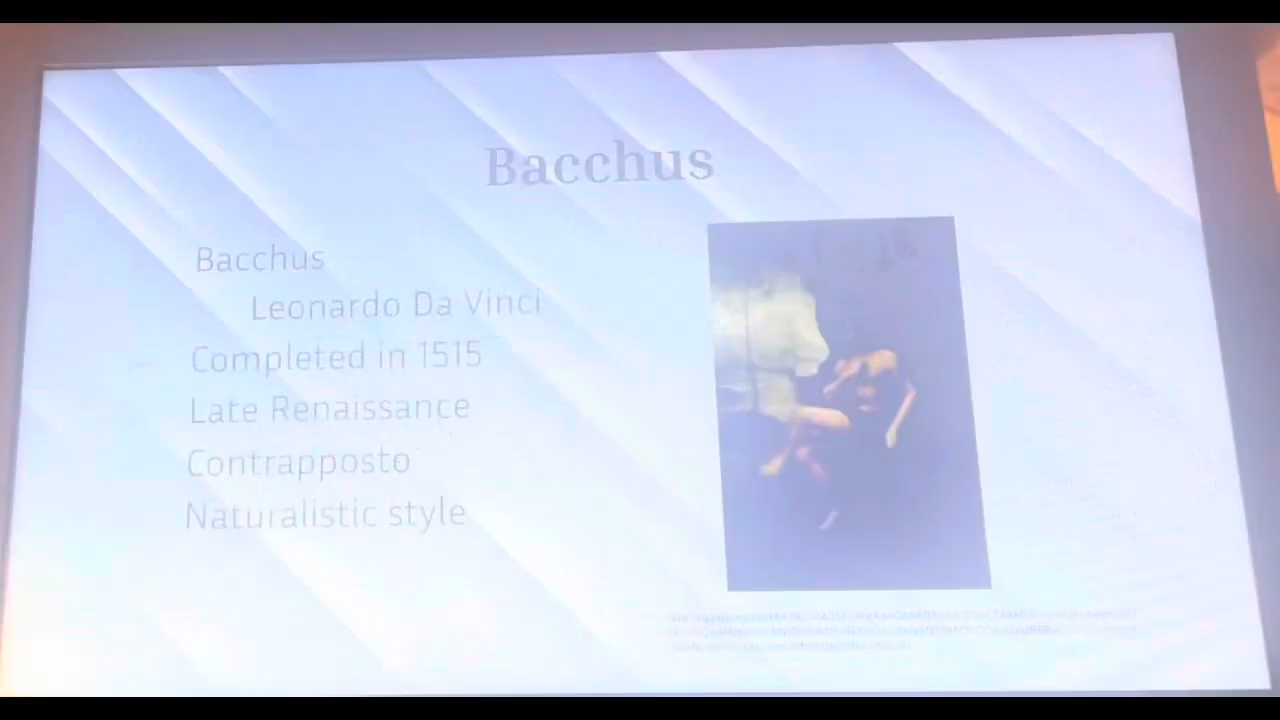 Bacchus
Bacchus
Leonardo Da Vinci
Completed in 1515
Late Renaissance
Contrapposto
Naturalistic style